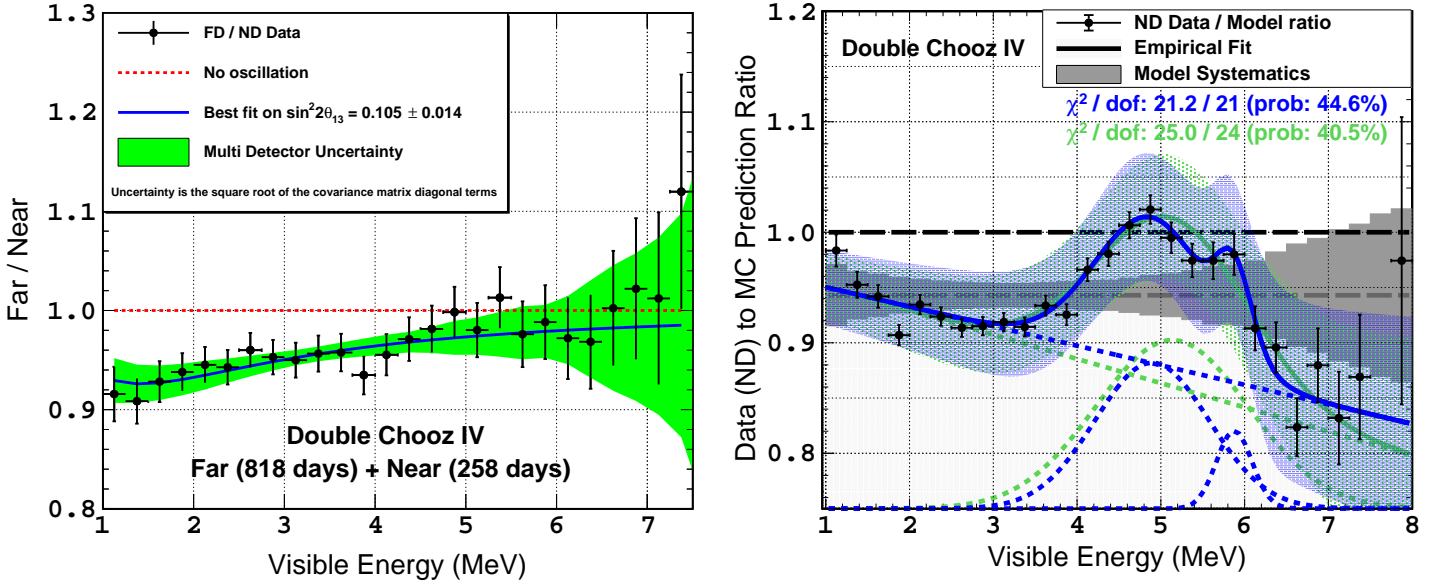 1.3
1.2
1.1
1.0
0.9
0.8
Far / Near
FD / ND Data
No oscillation
Best fit on sin²2θ₁₃ = 0.105 ± 0.014
Multi Detector Uncertainty
Uncertainty is the square root of the covariance matrix diagonal terms
Double Chooz IV
Far (818 days) + Near (258 days)
1 2 3 4 5 6 7
Visible Energy (MeV)
1.2
1.1
1.0
0.9
0.8
Data (ND) to MC Prediction Ratio
Double Chooz IV
ND Data / Model ratio
Empirical Fit
Model Systematics
χ² / dof: 21.2 / 21 (prob: 44.6%)
χ² / dof: 25.0 / 24 (prob: 40.5%)
1 2 3 4 5 6 7 8
Visible Energy (MeV)